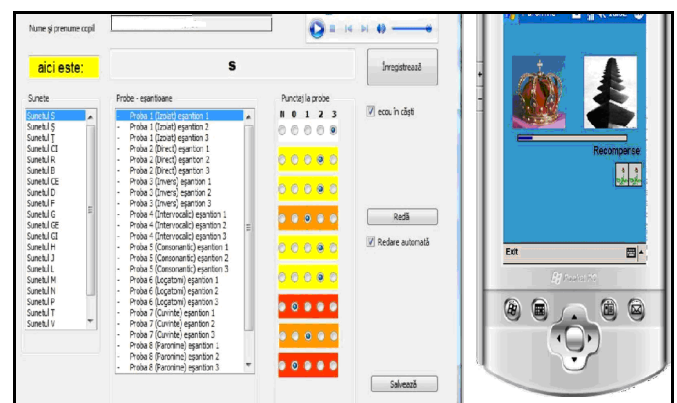 Nume și prenume copil
aici este:
s
Înregistrează
Sunete
Sunetul S
Sunetul Ș
Sunetul Ț
Sunetul CI
Sunetul R
Sunetul B
Sunetul CE
Sunetul D
Sunetul F
Sunetul G
Sunetul GE
Sunetul GI
Sunetul H
Sunetul J
Sunetul L
Sunetul M
Sunetul N
Sunetul P
Sunetul T
Sunetul V
Probe - eșantioane
- Proba 1 (Izolat) eșantion 1
- Proba 1 (Izolat) eșantion 2
- Proba 1 (Izolat) eșantion 3
- Proba 2 (Direct) eșantion 1
- Proba 2 (Direct) eșantion 2
- Proba 2 (Direct) eșantion 3
- Proba 3 (Invers) eșantion 1
- Proba 3 (Invers) eșantion 2
- Proba 3 (Invers) eșantion 3
- Proba 4 (Intervocalic) eșantion 1
- Proba 4 (Intervocalic) eșantion 2
- Proba 4 (Intervocalic) eșantion 3
- Proba 5 (Consonantic) eșantion 1
- Proba 5 (Consonantic) eșantion 2
- Proba 5 (Consonantic) eșantion 3
- Proba 6 (Logatomi) eșantion 1
- Proba 6 (Logatomi) eșantion 2
- Proba 6 (Logatomi) eșantion 3
- Proba 7 (Cuvinte) eșantion 1
- Proba 7 (Cuvinte) eșantion 2
- Proba 7 (Cuvinte) eșantion 3
- Proba 8 (Paronime) eșantion 1
- Proba 8 (Paronime) eșantion 2
- Proba 8 (Paronime) eșantion 3
Punctaj la probe
N 0 1 2 3
ecou în căști
Redă
Redare automată
Salvează
Recompense:
Exit